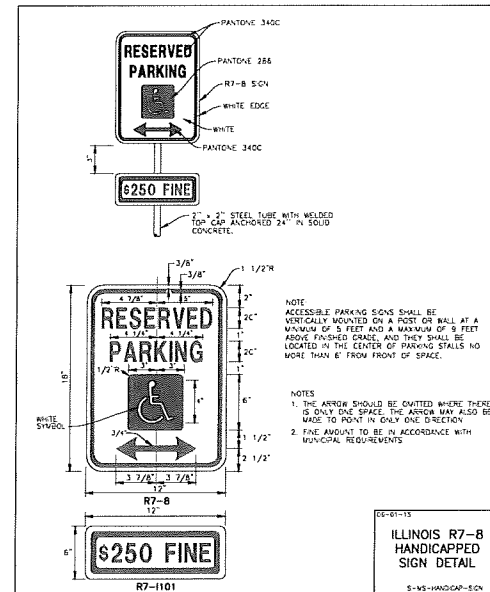 PANTONE 340C
RESERVED
PARKING
PANTONE 288
R7-8 SIGN
WHITE EDGE
WHITE
PANTONE 340C
3"
$250 FINE
2" x 2" STEEL TUBE WITH WELDED
TOP CAP ANCHORED 24" IN SOLID
CONCRETE.
3/8"
3/8"
1 1/2"R
4 7/8"
5"
2"
RESERVED
2C"
4 1/4"
4 1/4"
PARKING
2C"
1/2"R
3"
3"
1"
18"
4"
6"
WHITE
SYMBOL
3/4"
1 1/2"
2 1/2"
3 7/8"
3 7/8"
12"
R7-8
12"
6"
$250 FINE
R7-I101
NOTE
ACCESSIBLE PARKING SIGNS SHALL BE
VERTICALLY MOUNTED ON A POST OR WALL AT A
MINIMUM OF 5 FEET AND A MAXIMUM OF 9 FEET
ABOVE FINISHED GRADE, AND THEY SHALL BE
LOCATED IN THE CENTER OF PARKING STALLS NO
MORE THAN 6' FROM FRONT OF SPACE.
NOTES
1. THE ARROW SHOULD BE OMITTED WHERE THERE
IS ONLY ONE SPACE. THE ARROW MAY ALSO BE
MADE TO POINT IN ONLY ONE DIRECTION
2. FINE AMOUNT TO BE IN ACCORDANCE WITH
MUNICIPAL REQUIREMENTS
06-01-15
ILLINOIS R7-8
HANDICAPPED
SIGN DETAIL
S-MS-HANDICAP-SIGN